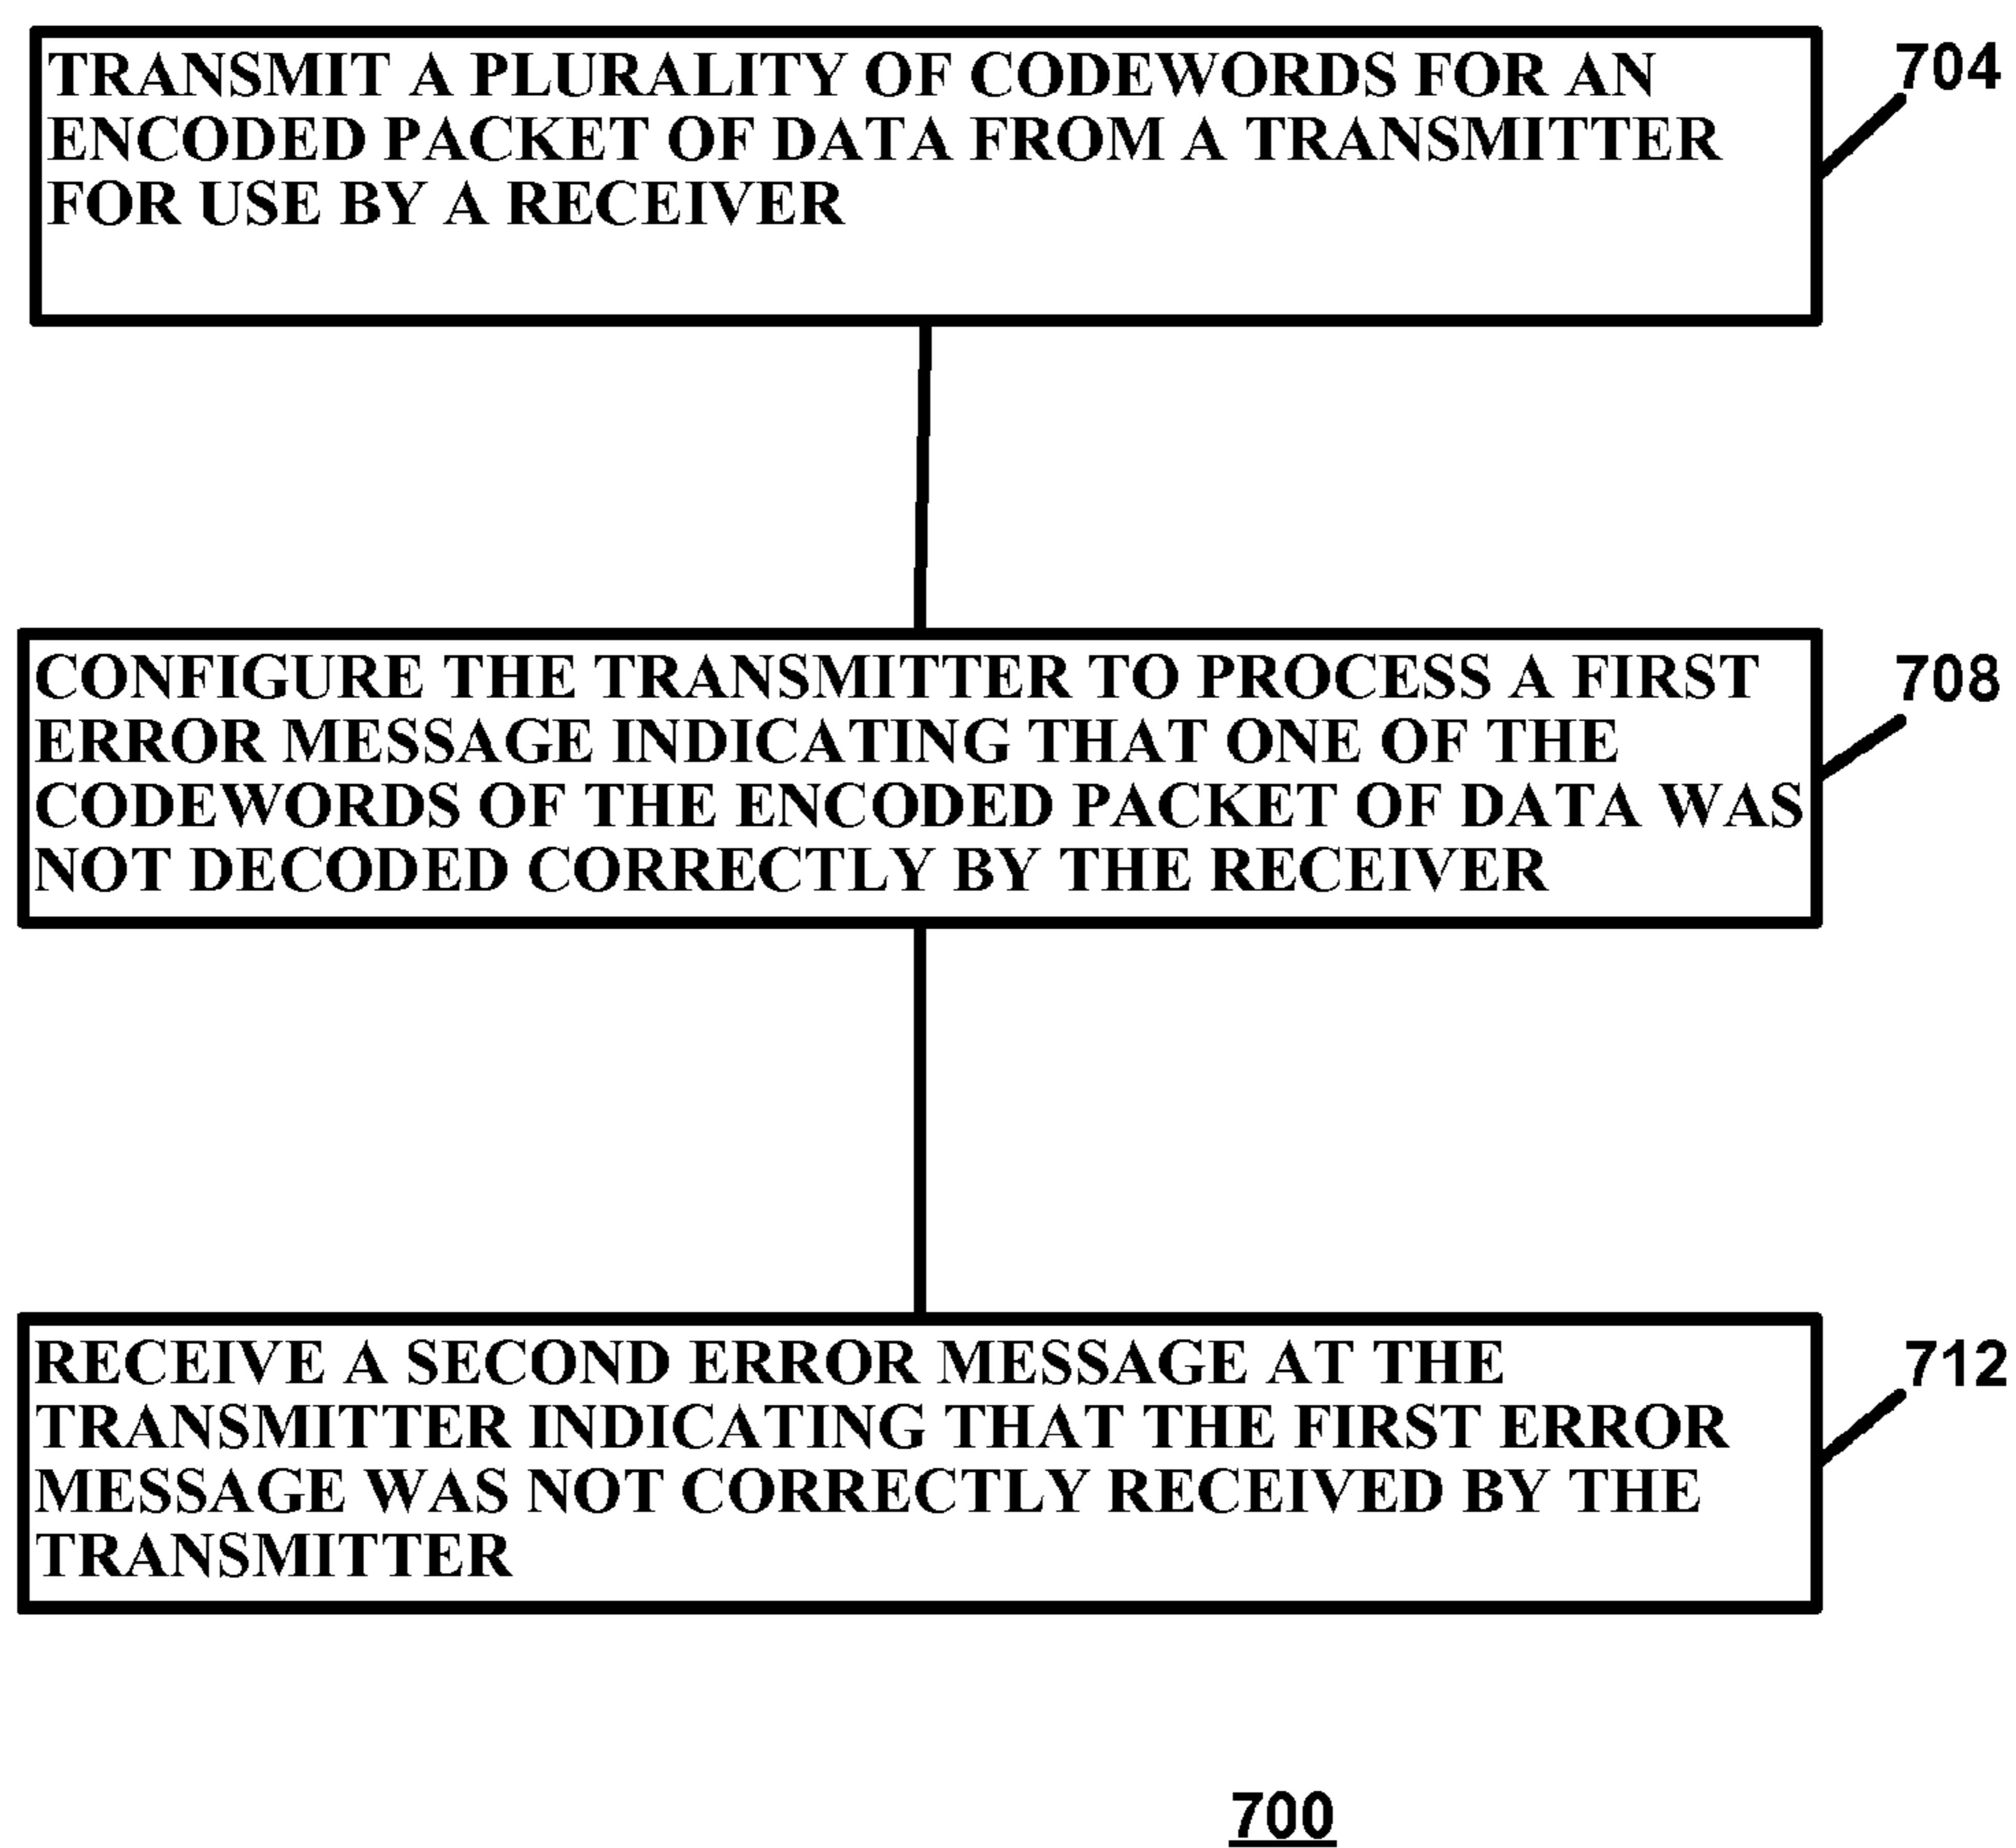 TRANSMIT A PLURALITY OF CODEWORDS FOR AN
ENCODED PACKET OF DATA FROM A TRANSMITTER
FOR USE BY A RECEIVER
704
CONFIGURE THE TRANSMITTER TO PROCESS A FIRST
ERROR MESSAGE INDICATING THAT ONE OF THE
CODEWORDS OF THE ENCODED PACKET OF DATA WAS
NOT DECODED CORRECTLY BY THE RECEIVER
708
RECEIVE A SECOND ERROR MESSAGE AT THE
TRANSMITTER INDICATING THAT THE FIRST ERROR
MESSAGE WAS NOT CORRECTLY RECEIVED BY THE
TRANSMITTER
712
700